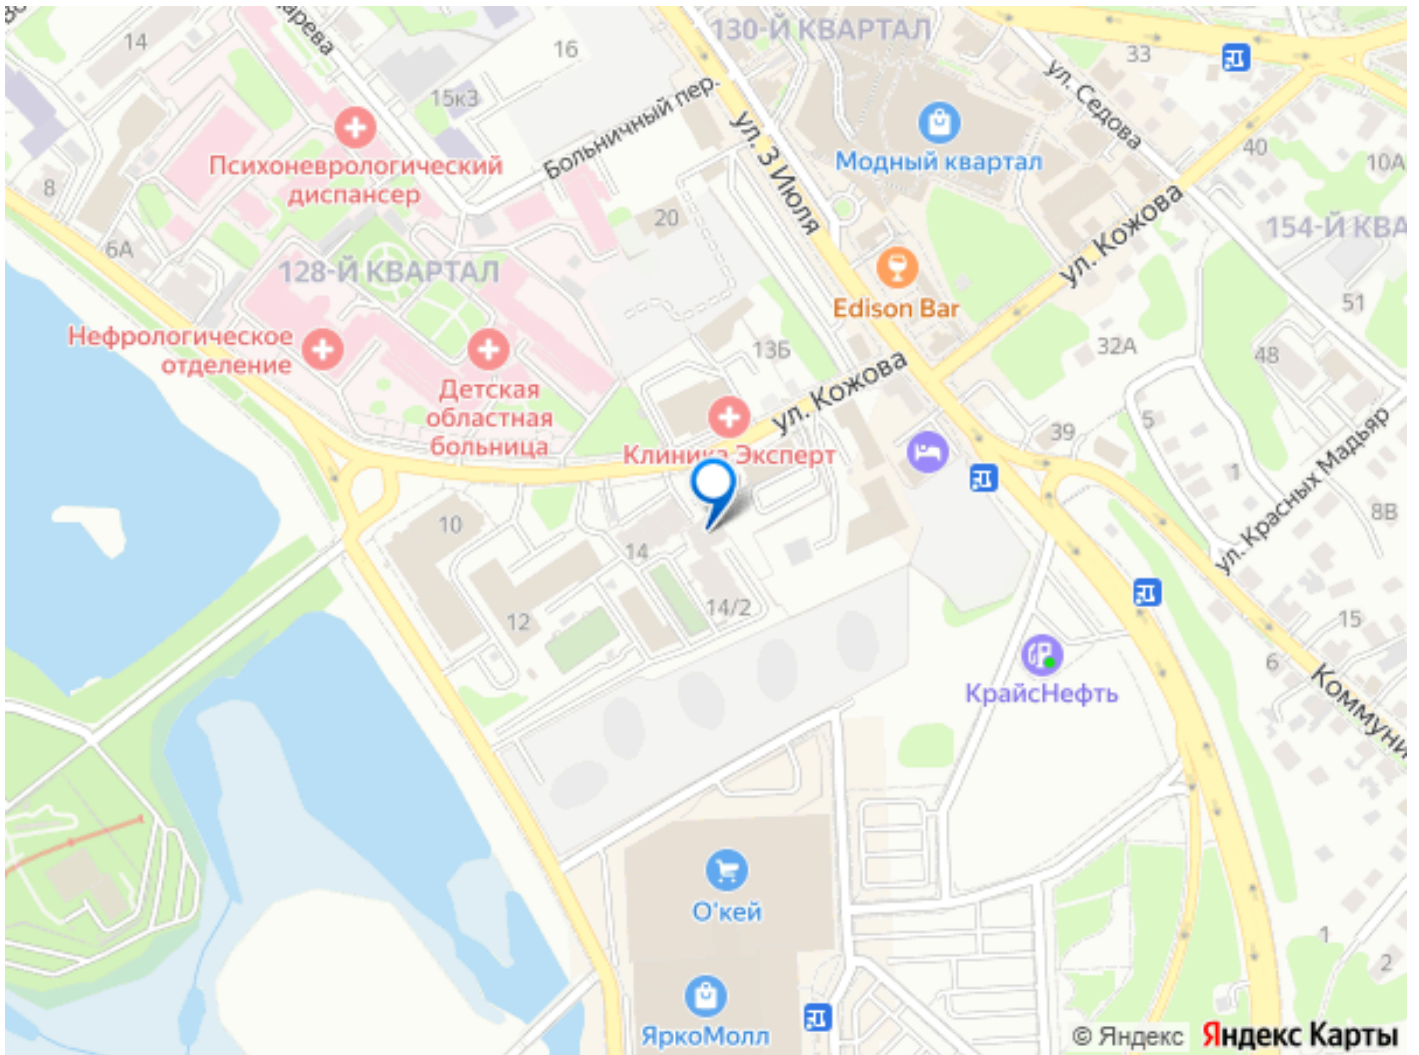 14
16
130-Й КВАРТАЛ
33
ул. Седова
15к3
Больничный пер.
ул. 3 Июля
Модный квартал
40
10А
Психоневрологический
диспансер
8
20
ул. Кожова
6А
128-Й КВАРТАЛ
154-Й КВА
Edison Bar
51
Нефрологическое
отделение
13Б
32А
48
Детская
областная
больница
ул. Кожова
5
39
Клиника Эксперт
1
ул. Красных Мадьяр
8В
10
14
12
14/2
15
6
КрайсНефть
Коммуни
О'кей
1
2
ЯркоМолл
© Яндекс
Яндекс Карты